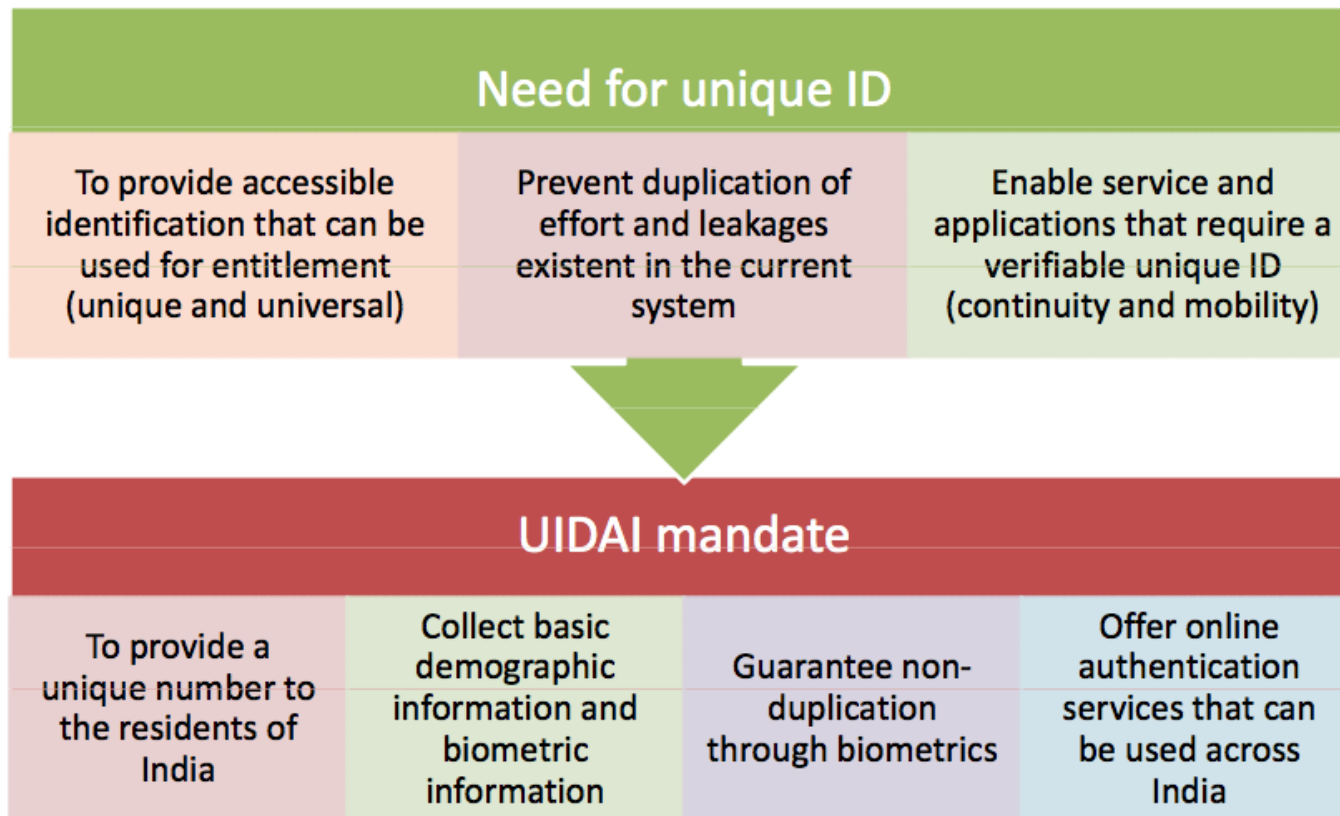 Need for unique ID
To provide accessible
identification that can be
used for entitlement
(unique and universal)
Prevent duplication of
effort and leakages
existent in the current
system
Enable service and
applications that require a
verifiable unique ID
(continuity and mobility)
UIDAI mandate
To provide a
unique number to
the residents of
India
Collect basic
demographic
information and
biometric
information
Guarantee non-
duplication
through biometrics
Offer online
authentication
services that can
be used across
India